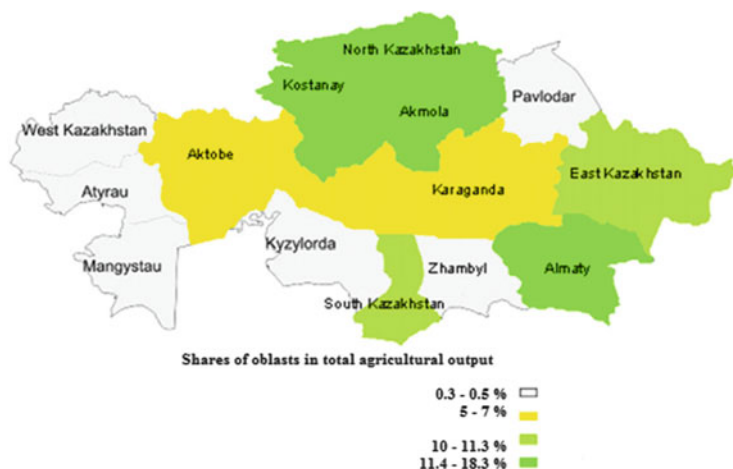 North Kazakhstan
Kostanay
Pavlodar
Akmola
West Kazakhstan
Aktobe
East Kazakhstan
Atyrau
Karaganda
Kyzylorda
Mangystau
Zhambyl
Almaty
South Kazakhstan
Shares of oblasts in total agricultural output
0.3 - 0.5 %
5 - 7 %
10 - 11.3 %
11.4 - 18.3 %